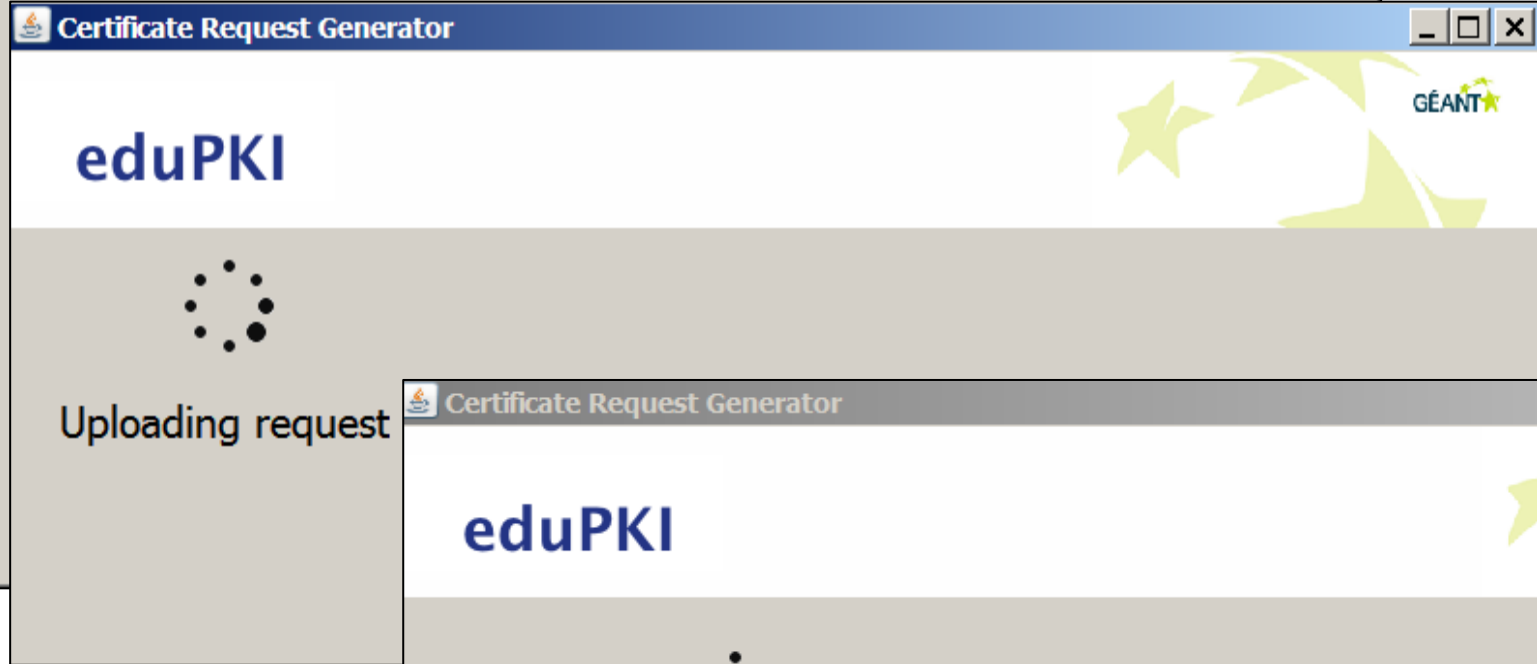 Certificate Request Generator
GÉANT
eduPKI
Uploading request
Certificate Request Generator
eduPKI